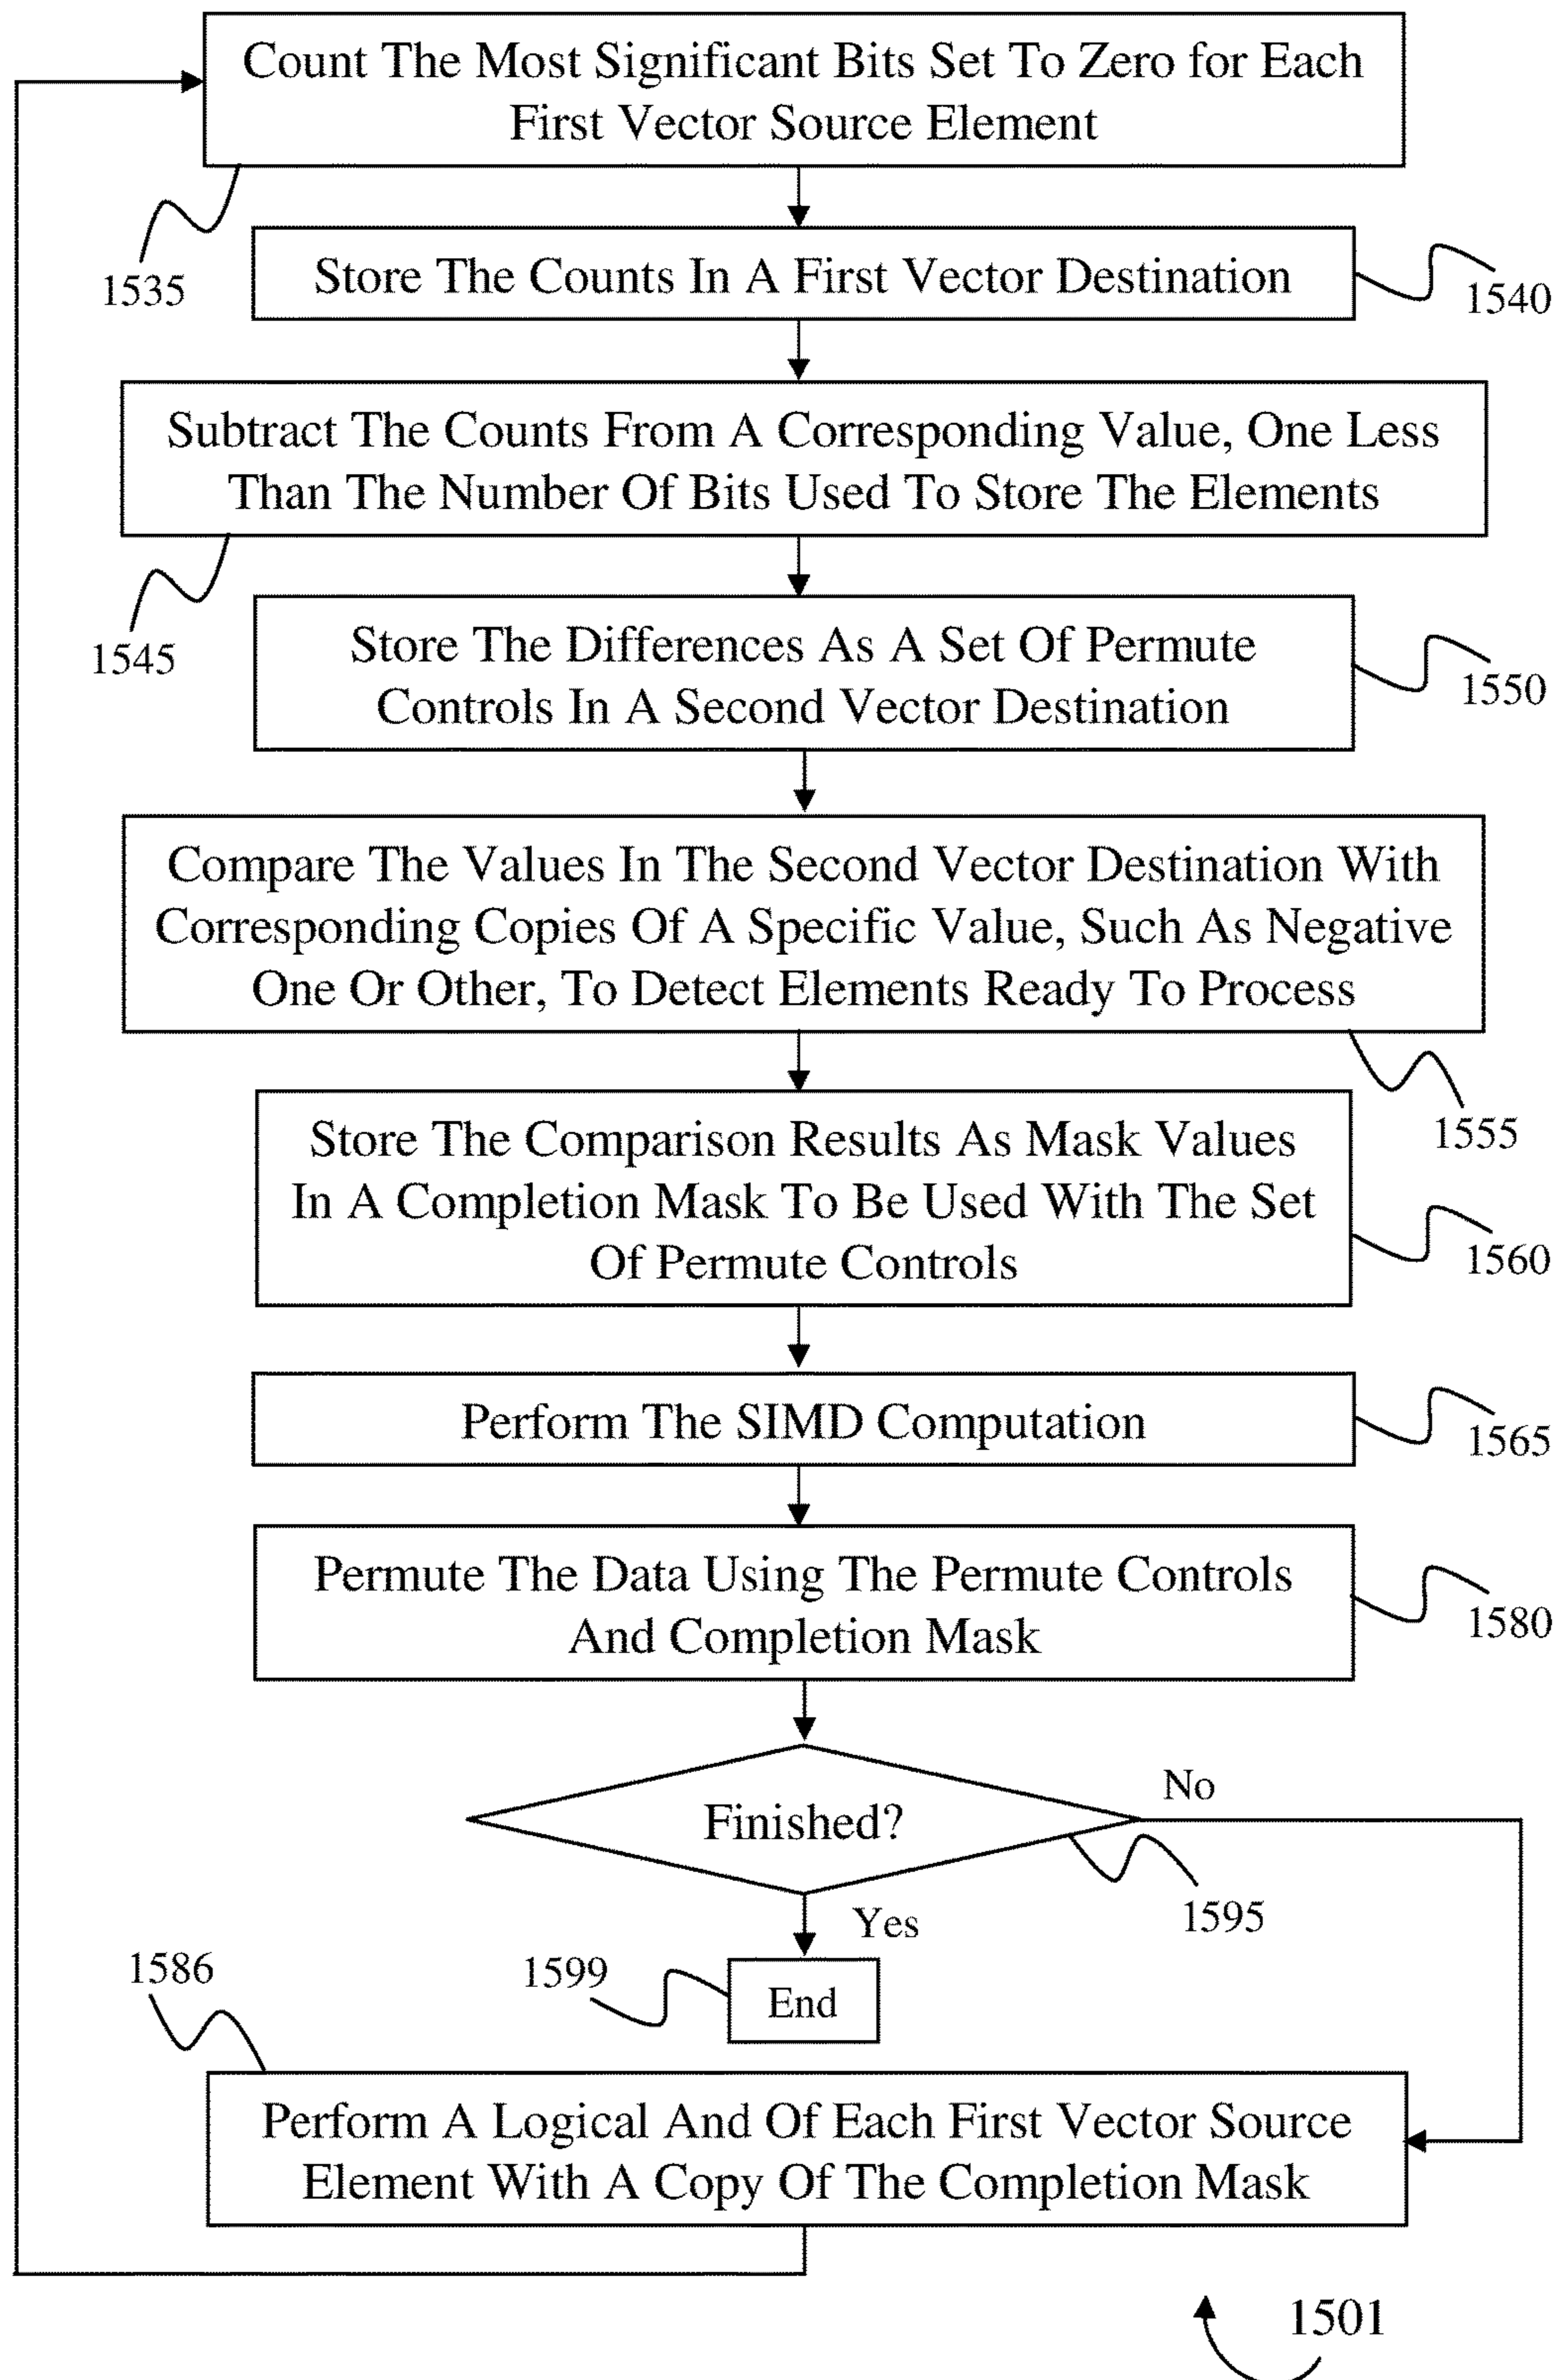 Count The Most Significant Bits Set To Zero for Each
First Vector Source Element
1535
Store The Counts In A First Vector Destination
1540
Subtract The Counts From A Corresponding Value, One Less
Than The Number Of Bits Used To Store The Elements
1545
Store The Differences As A Set Of Permute
Controls In A Second Vector Destination
1550
Compare The Values In The Second Vector Destination With
Corresponding Copies Of A Specific Value, Such As Negative
One Or Other, To Detect Elements Ready To Process
1555
Store The Comparison Results As Mask Values
In A Completion Mask To Be Used With The Set
Of Permute Controls
1560
Perform The SIMD Computation
1565
Permute The Data Using The Permute Controls
And Completion Mask
1580
Finished?
No
1595
Yes
1599
End
1586
Perform A Logical And Of Each First Vector Source
Element With A Copy Of The Completion Mask
1501